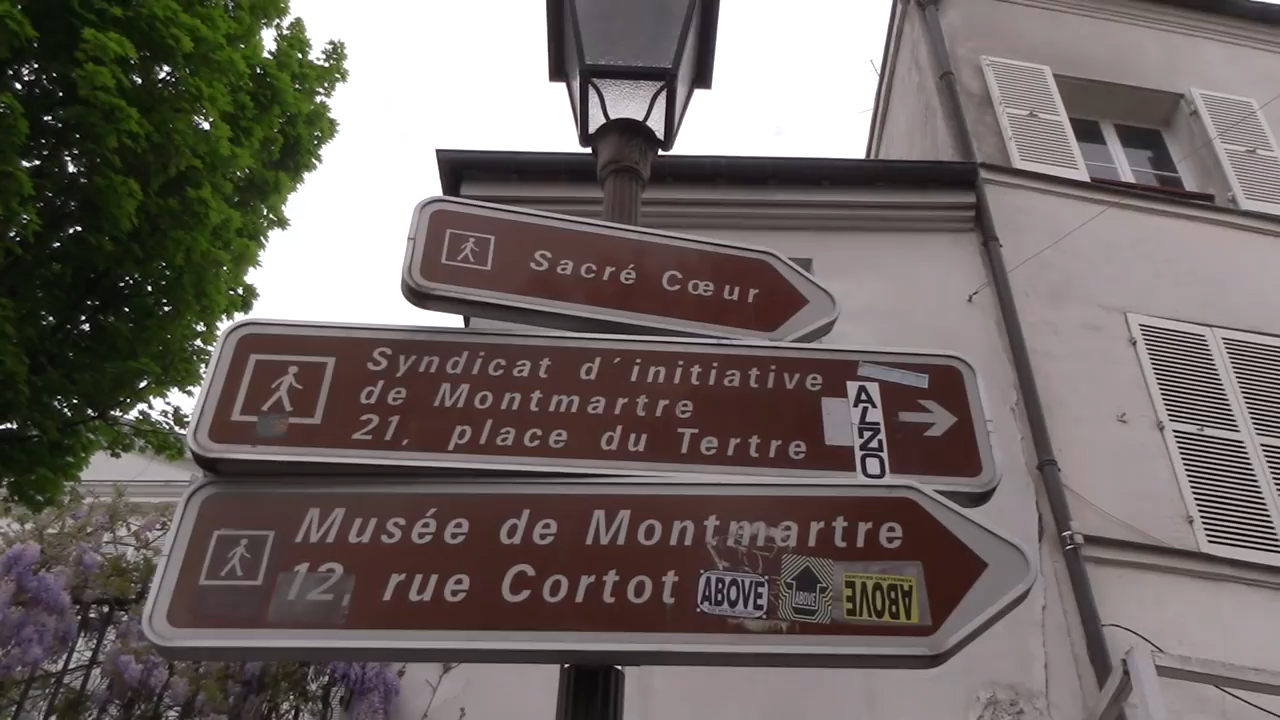 Sacré Cœur
Syndicat d'initiative
de Montmartre
21, place du Tertre
ALZO
Musée de Montmartre
12, rue Cortot
ABOVE
ABOVE
ABOVE